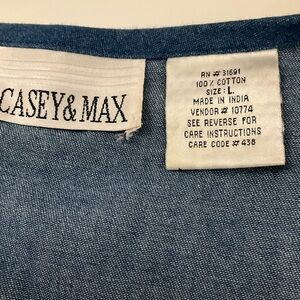 CASEY & MAX
RN # 31691
100% COTTON
SIZE: L
MADE IN INDIA
VENDOR # 10774
SEE REVERSE FOR
CARE INSTRUCTIONS
CARE CODE # 438